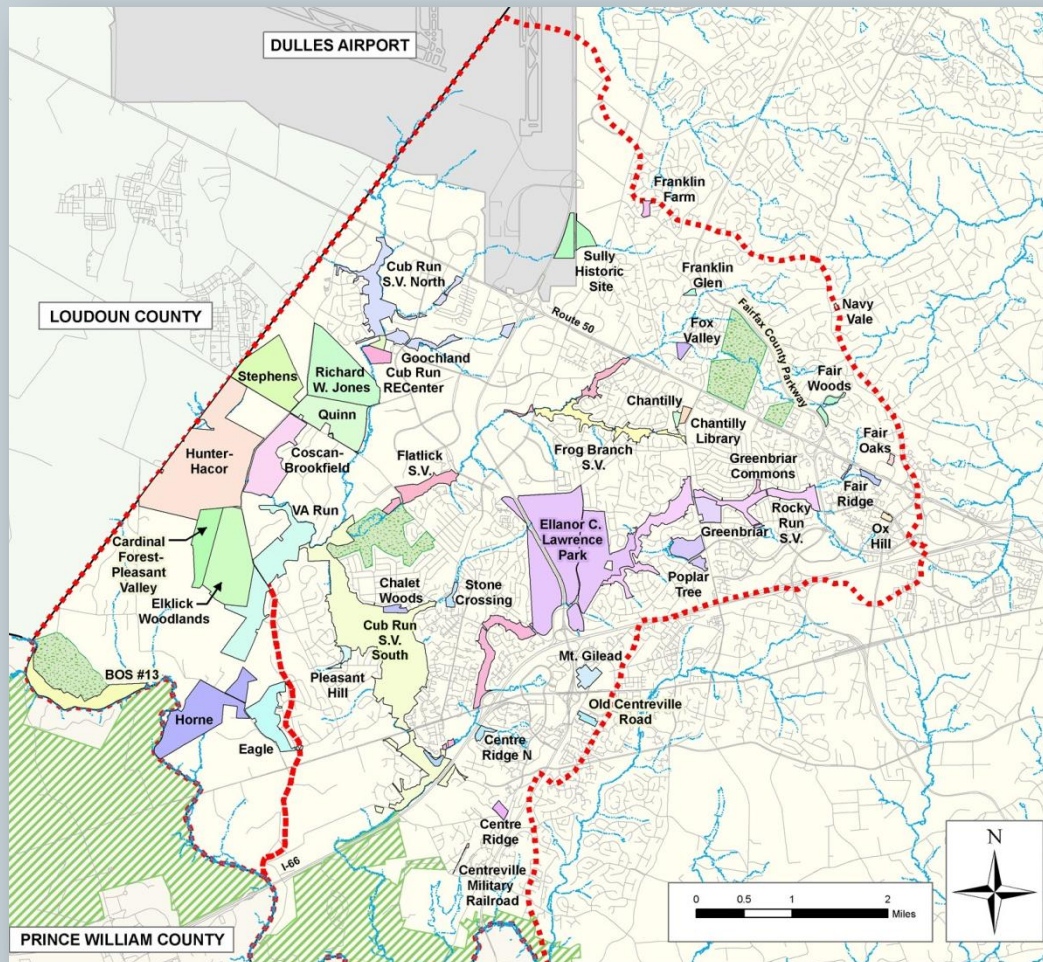 DULLES AIRPORT
Franklin
Farm
Sully
Historic
Site
Cub Run
S.V. North
Franklin
Glen
Navy
Vale
LOUDOUN COUNTY
Route 50
Fox
Valley
Fairfax County Parkway
Goochland
Cub Run
RECenter
Stephens
Richard
W. Jones
Fair
Woods
Quinn
Chantilly
Chantilly
Library
Fair
Oaks
Hunter-
Hacor
Coscan-
Brookfield
Flatlick
S.V.
Frog Branch
S.V.
Greenbriar
Commons
Fair
Ridge
VA Run
Ellanor C.
Lawrence
Park
Greenbriar
Rocky
Run
S.V.
Ox
Hill
Cardinal
Forest-
Pleasant
Valley
Elklick
Woodlands
Chalet
Woods
Stone
Crossing
Poplar
Tree
Cub Run
S.V.
South
Pleasant
Hill
Mt. Gilead
BOS #13
Horne
Eagle
Old Centreville
Road
Centre
Ridge N
Centre
Ridge
I-66
Centreville
Military
Railroad
PRINCE WILLIAM COUNTY
N
0 0.5 1 2
Miles